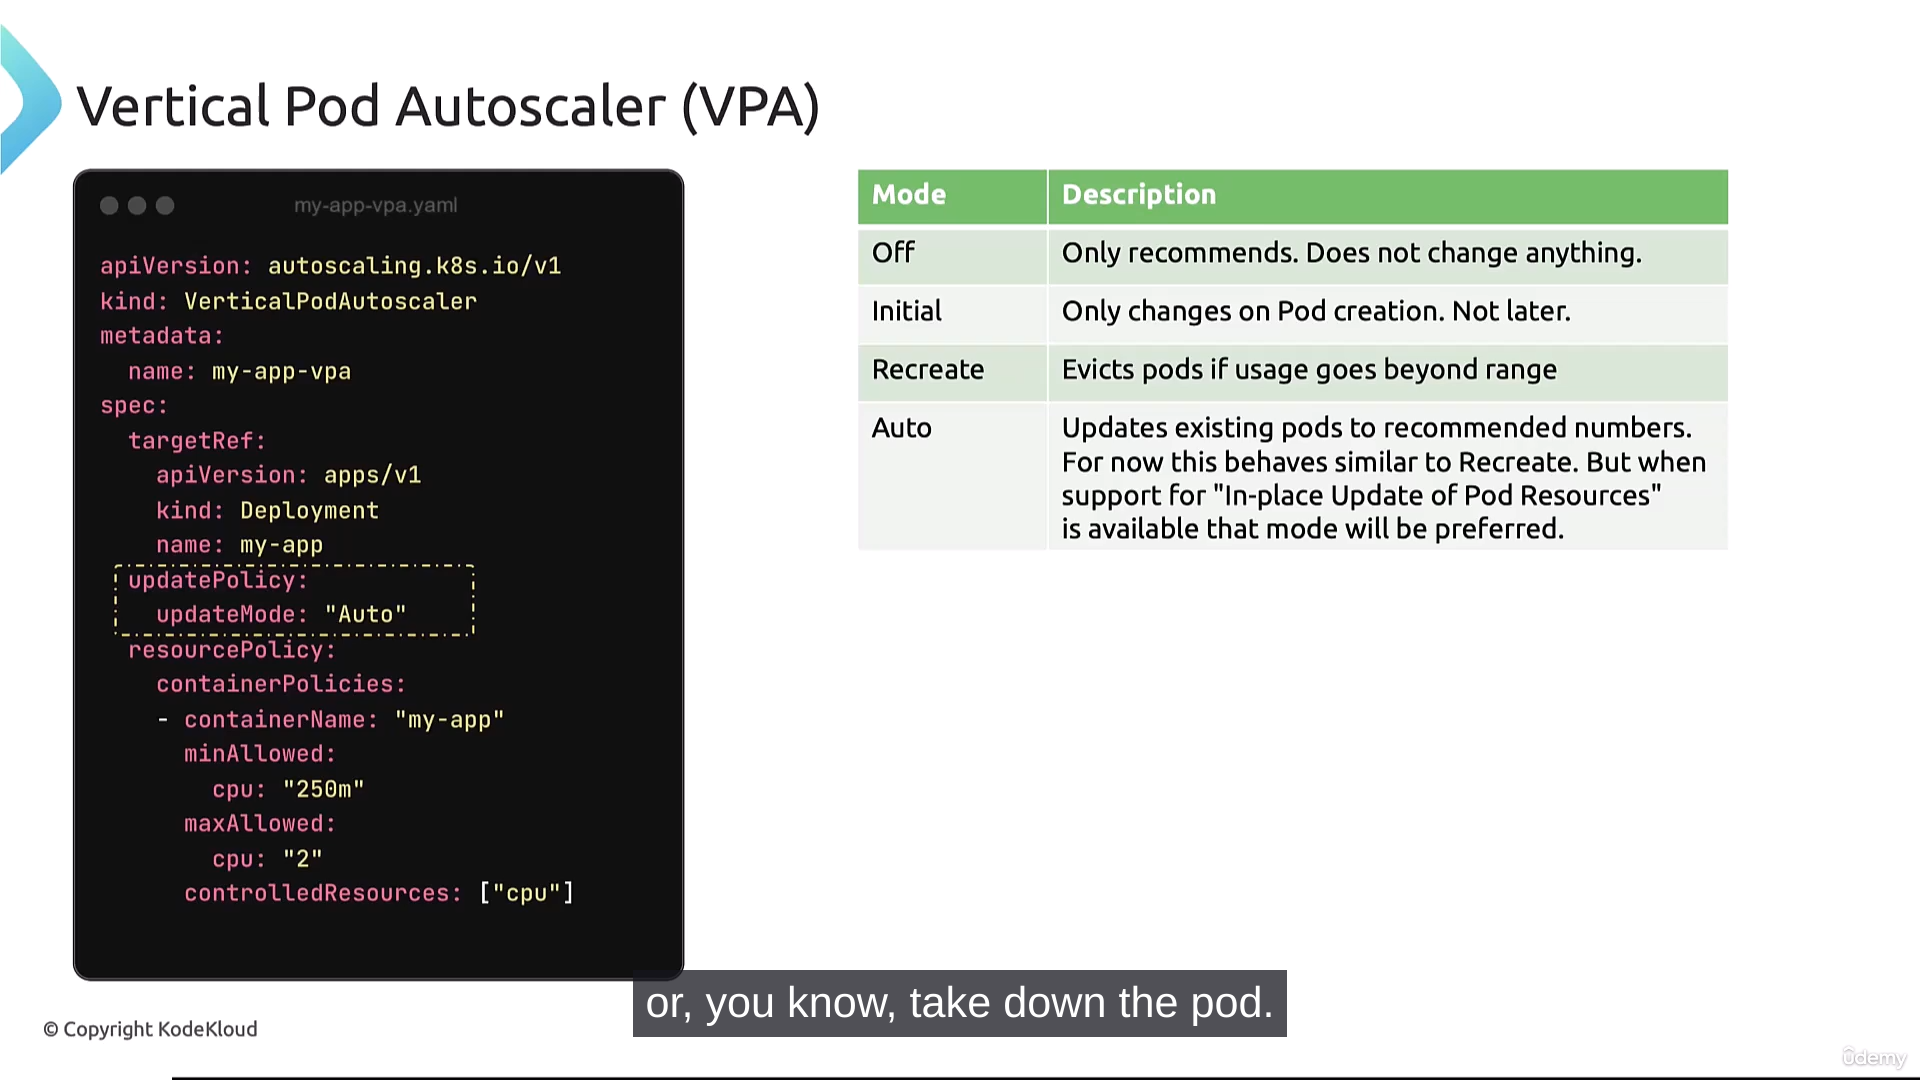 Vertical Pod Autoscaler (VPA)
my-app-vpa.yaml
apiVersion: autoscaling.k8s.io/v1
kind: VerticalPodAutoscaler
metadata:
  name: my-app-vpa
spec:
  targetRef:
    apiVersion: apps/v1
    kind: Deployment
    name: my-app
  updatePolicy:
    updateMode: "Auto"
  resourcePolicy:
    containerPolicies:
    - containerName: "my-app"
      minAllowed:
        cpu: "250m"
      maxAllowed:
        cpu: "2"
      controlledResources: ["cpu"]
Mode Description
Off Only recommends. Does not change anything.
Initial Only changes on Pod creation. Not later.
Recreate Evicts pods if usage goes beyond range
Auto Updates existing pods to recommended numbers.
For now this behaves similar to Recreate. But when
support for "In-place Update of Pod Resources"
is available that mode will be preferred.
or, you know, take down the pod.
© Copyright KodeKloud
ûdemy